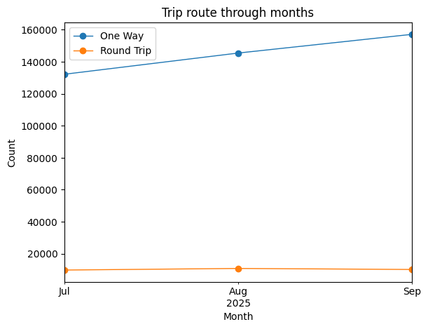 Trip route through months
One Way
Round Trip
160000
140000
120000
100000
80000
60000
40000
20000
Count
Jul
Aug
Sep
2025
Month